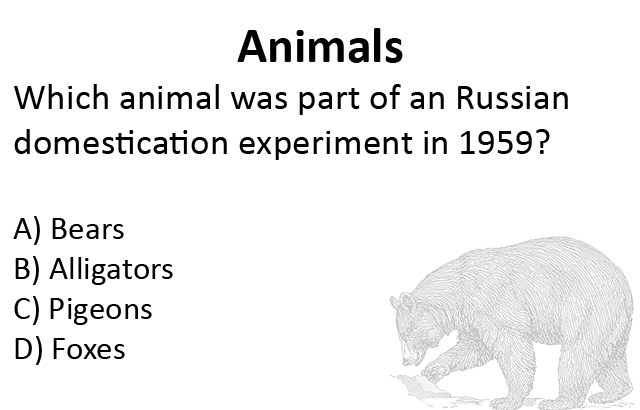 Animals
Which animal was part of an Russian
domestication experiment in 1959?
A) Bears
B) Alligators
C) Pigeons
D) Foxes